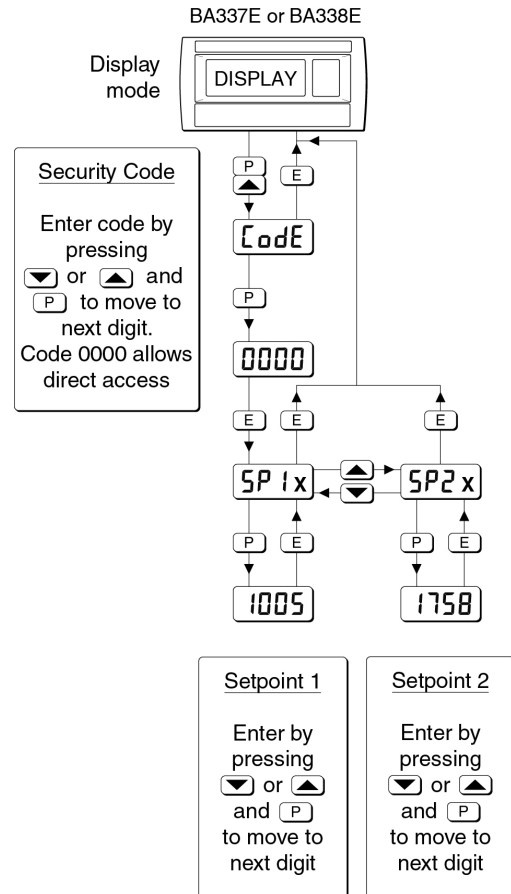 BA337E or BA338E
Display
mode
DISPLAY
P
E
Security Code
Enter code by
pressing
or and
P to move to
next digit.
Code 0000 allows
direct access
CodE
P
0000
E E E
SP1x SP2x
P E P E
1005 1758
Setpoint 1
Enter by
pressing
or
and P
to move to
next digit
Setpoint 2
Enter by
pressing
or
and P
to move to
next digit